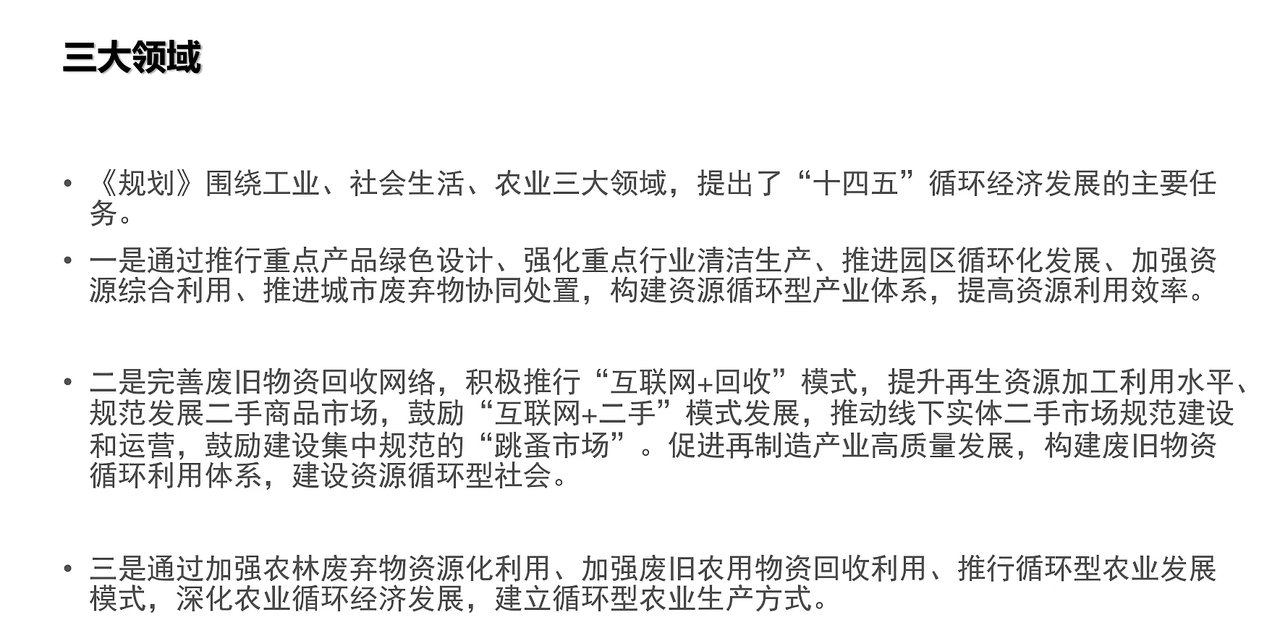 三大领域
• 《规划》围绕工业、社会生活、农业三大领域，提出了“十四五”循环经济发展的主要任
务。
• 一是通过推行重点产品绿色设计、强化重点行业清洁生产、推进园区循环化发展、加强资
源综合利用、推进城市废弃物协同处置，构建资源循环型产业体系，提高资源利用效率。
• 二是完善废旧物资回收网络，积极推行“互联网+回收”模式，提升再生资源加工利用水平、
规范发展二手商品市场，鼓励“互联网+二手”模式发展，推动线下实体二手市场规范建设
和运营，鼓励建设集中规范的“跳蚤市场”。促进再制造产业高质量发展，构建废旧物资
循环利用体系，建设资源循环型社会。
• 三是通过加强农林废弃物资源化利用、加强废旧农用物资回收利用、推行循环型农业发展
模式，深化农业循环经济发展，建立循环型农业生产方式。